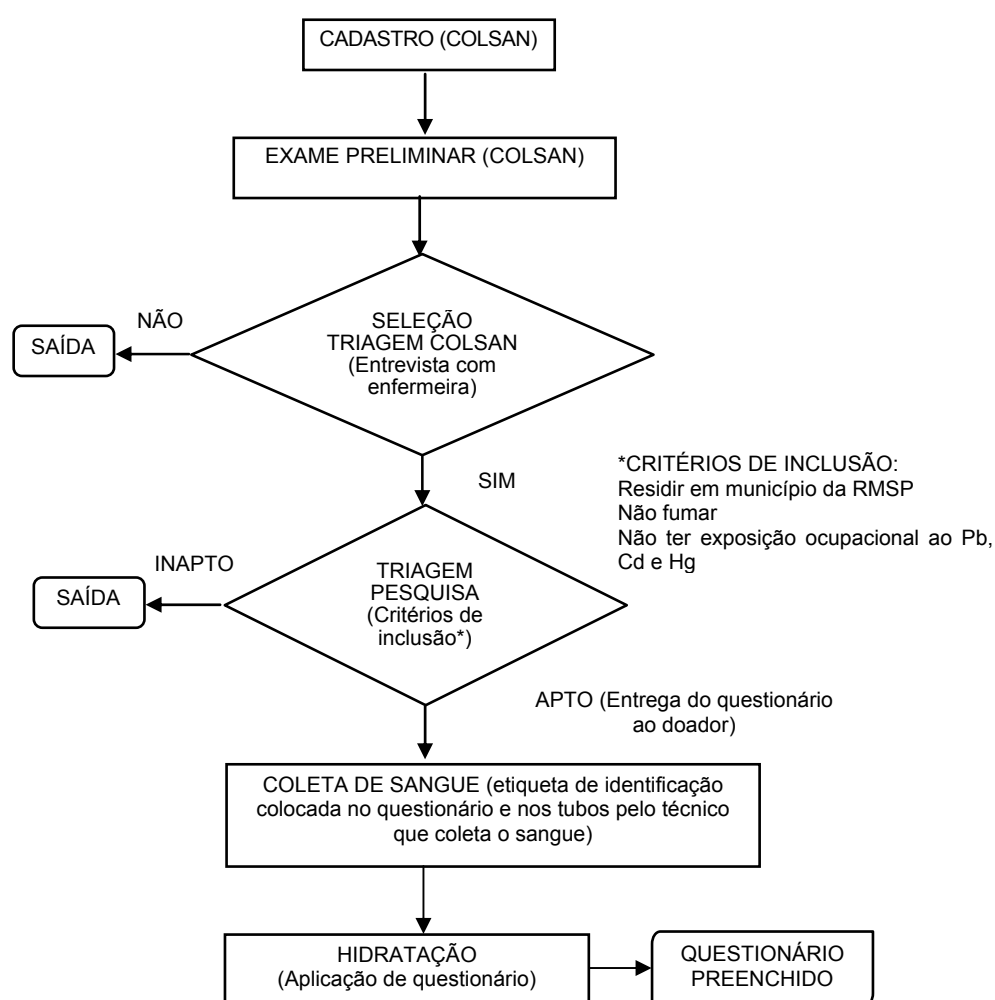 CADASTRO (COLSAN)
EXAME PRELIMINAR (COLSAN)
SELEÇÃO
TRIAGEM COLSAN
(Entrevista com
enfermeira)
NÃO
SAÍDA
SIM
*CRITÉRIOS DE INCLUSÃO:
Residir em município da RMSP
Não fumar
Não ter exposição ocupacional ao Pb,
Cd e Hg
TRIAGEM
PESQUISA
(Critérios de
inclusão*)
INAPTO
SAÍDA
APTO (Entrega do questionário
ao doador)
COLETA DE SANGUE (etiqueta de identificação
colocada no questionário e nos tubos pelo técnico
que coleta o sangue)
HIDRATAÇÃO
(Aplicação de questionário)
QUESTIONÁRIO
PREENCHIDO